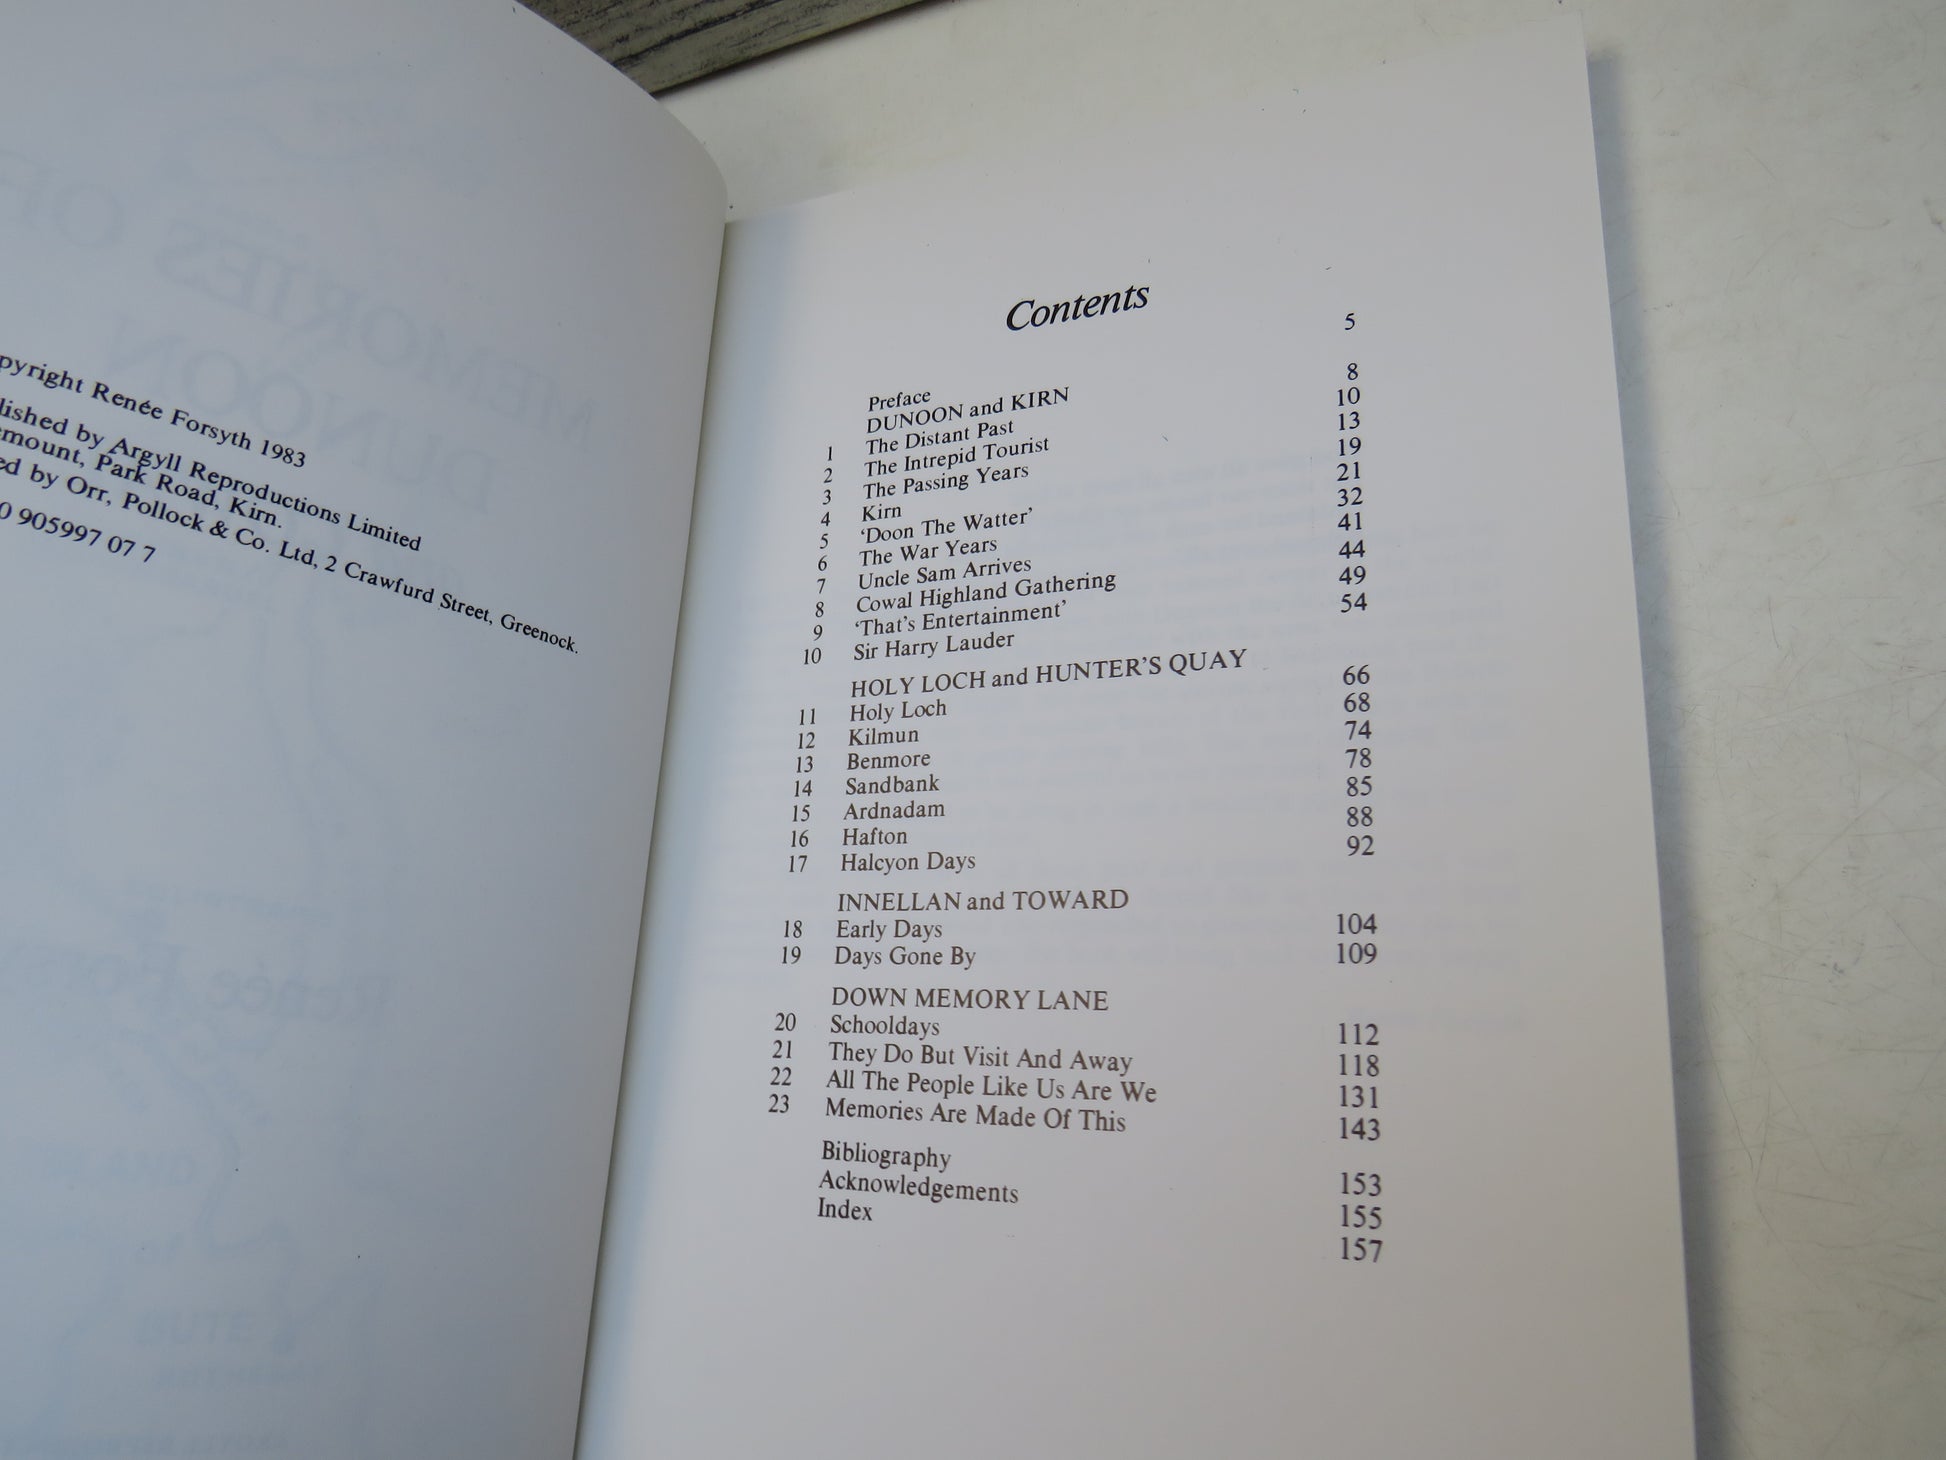 pyright Renée Forsyth 1983
lished by Argyll Reproductions Limited
emount, Park Road, Kirn.
ed by Orr, Pollock & Co. Ltd, 2 Crawfurd Street, Greenock.
0 905997 07 7
MEMORIES OF
DUNOON
Renée Forsy
BUTE
Contents
Preface 5
DUNOON and KIRN
1 The Distant Past 8
2 The Intrepid Tourist 10
3 The Passing Years 13
4 Kirn 19
5 ‘Doon The Watter’ 21
6 The War Years 32
7 Uncle Sam Arrives 41
8 Cowal Highland Gathering 44
9 ‘That's Entertainment’ 49
10 Sir Harry Lauder 54
HOLY LOCH and HUNTER'S QUAY
11 Holy Loch 66
12 Kilmun 68
13 Benmore 74
14 Sandbank 78
15 Ardnadam 85
16 Hafton 88
17 Halcyon Days 92
INNELLAN and TOWARD
18 Early Days 104
19 Days Gone By 109
DOWN MEMORY LANE
20 Schooldays 112
21 They Do But Visit And Away 118
22 All The People Like Us Are We 131
23 Memories Are Made Of This 143
Bibliography 153
Acknowledgements 155
Index 157